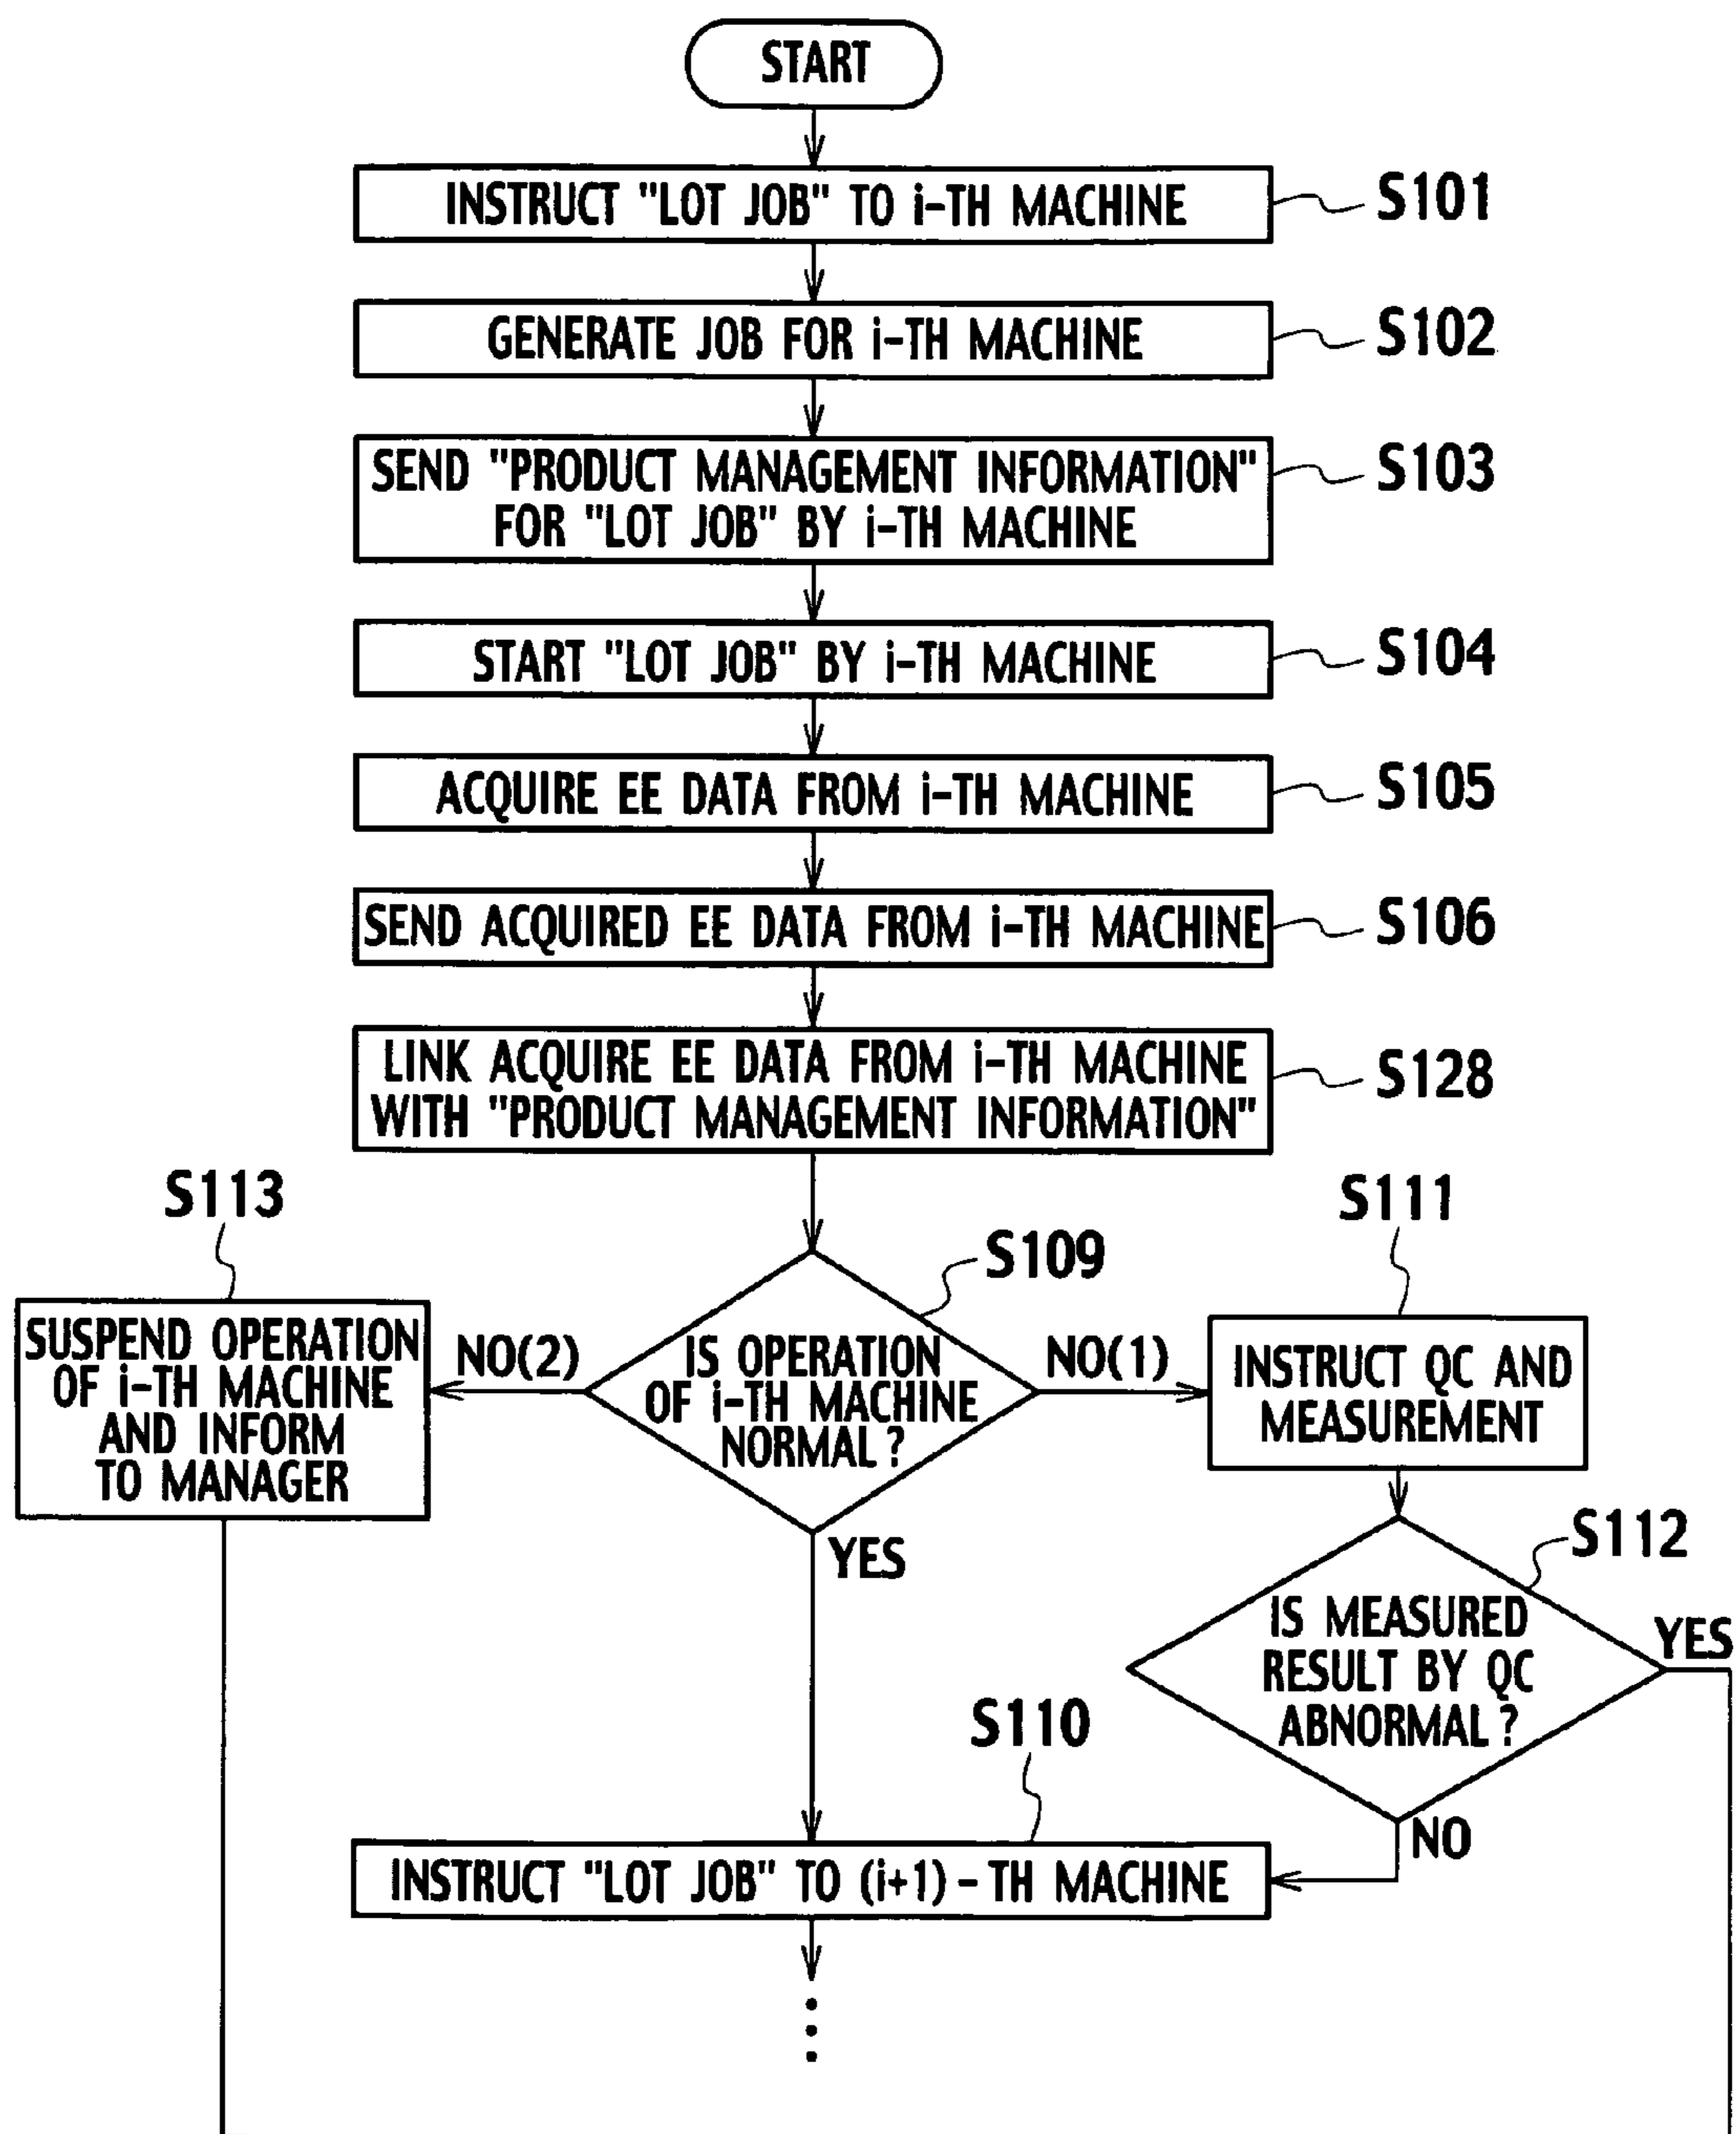 START
INSTRUCT "LOT JOB" TO i-TH MACHINE
S101
GENERATE JOB FOR i-TH MACHINE
S102
SEND "PRODUCT MANAGEMENT INFORMATION"
FOR "LOT JOB" BY i-TH MACHINE
S103
START "LOT JOB" BY i-TH MACHINE
S104
ACQUIRE EE DATA FROM i-TH MACHINE
S105
SEND ACQUIRED EE DATA FROM i-TH MACHINE
S106
LINK ACQUIRE EE DATA FROM i-TH MACHINE
WITH "PRODUCT MANAGEMENT INFORMATION"
S128
S113
SUSPEND OPERATION
OF i-TH MACHINE
AND INFORM
TO MANAGER
NO(2)
S109
IS OPERATION
OF i-TH MACHINE
NORMAL?
NO(1)
YES
S111
INSTRUCT QC AND
MEASUREMENT
S112
IS MEASURED
RESULT BY QC
ABNORMAL?
YES
NO
S110
INSTRUCT "LOT JOB" TO (i+1)-TH MACHINE